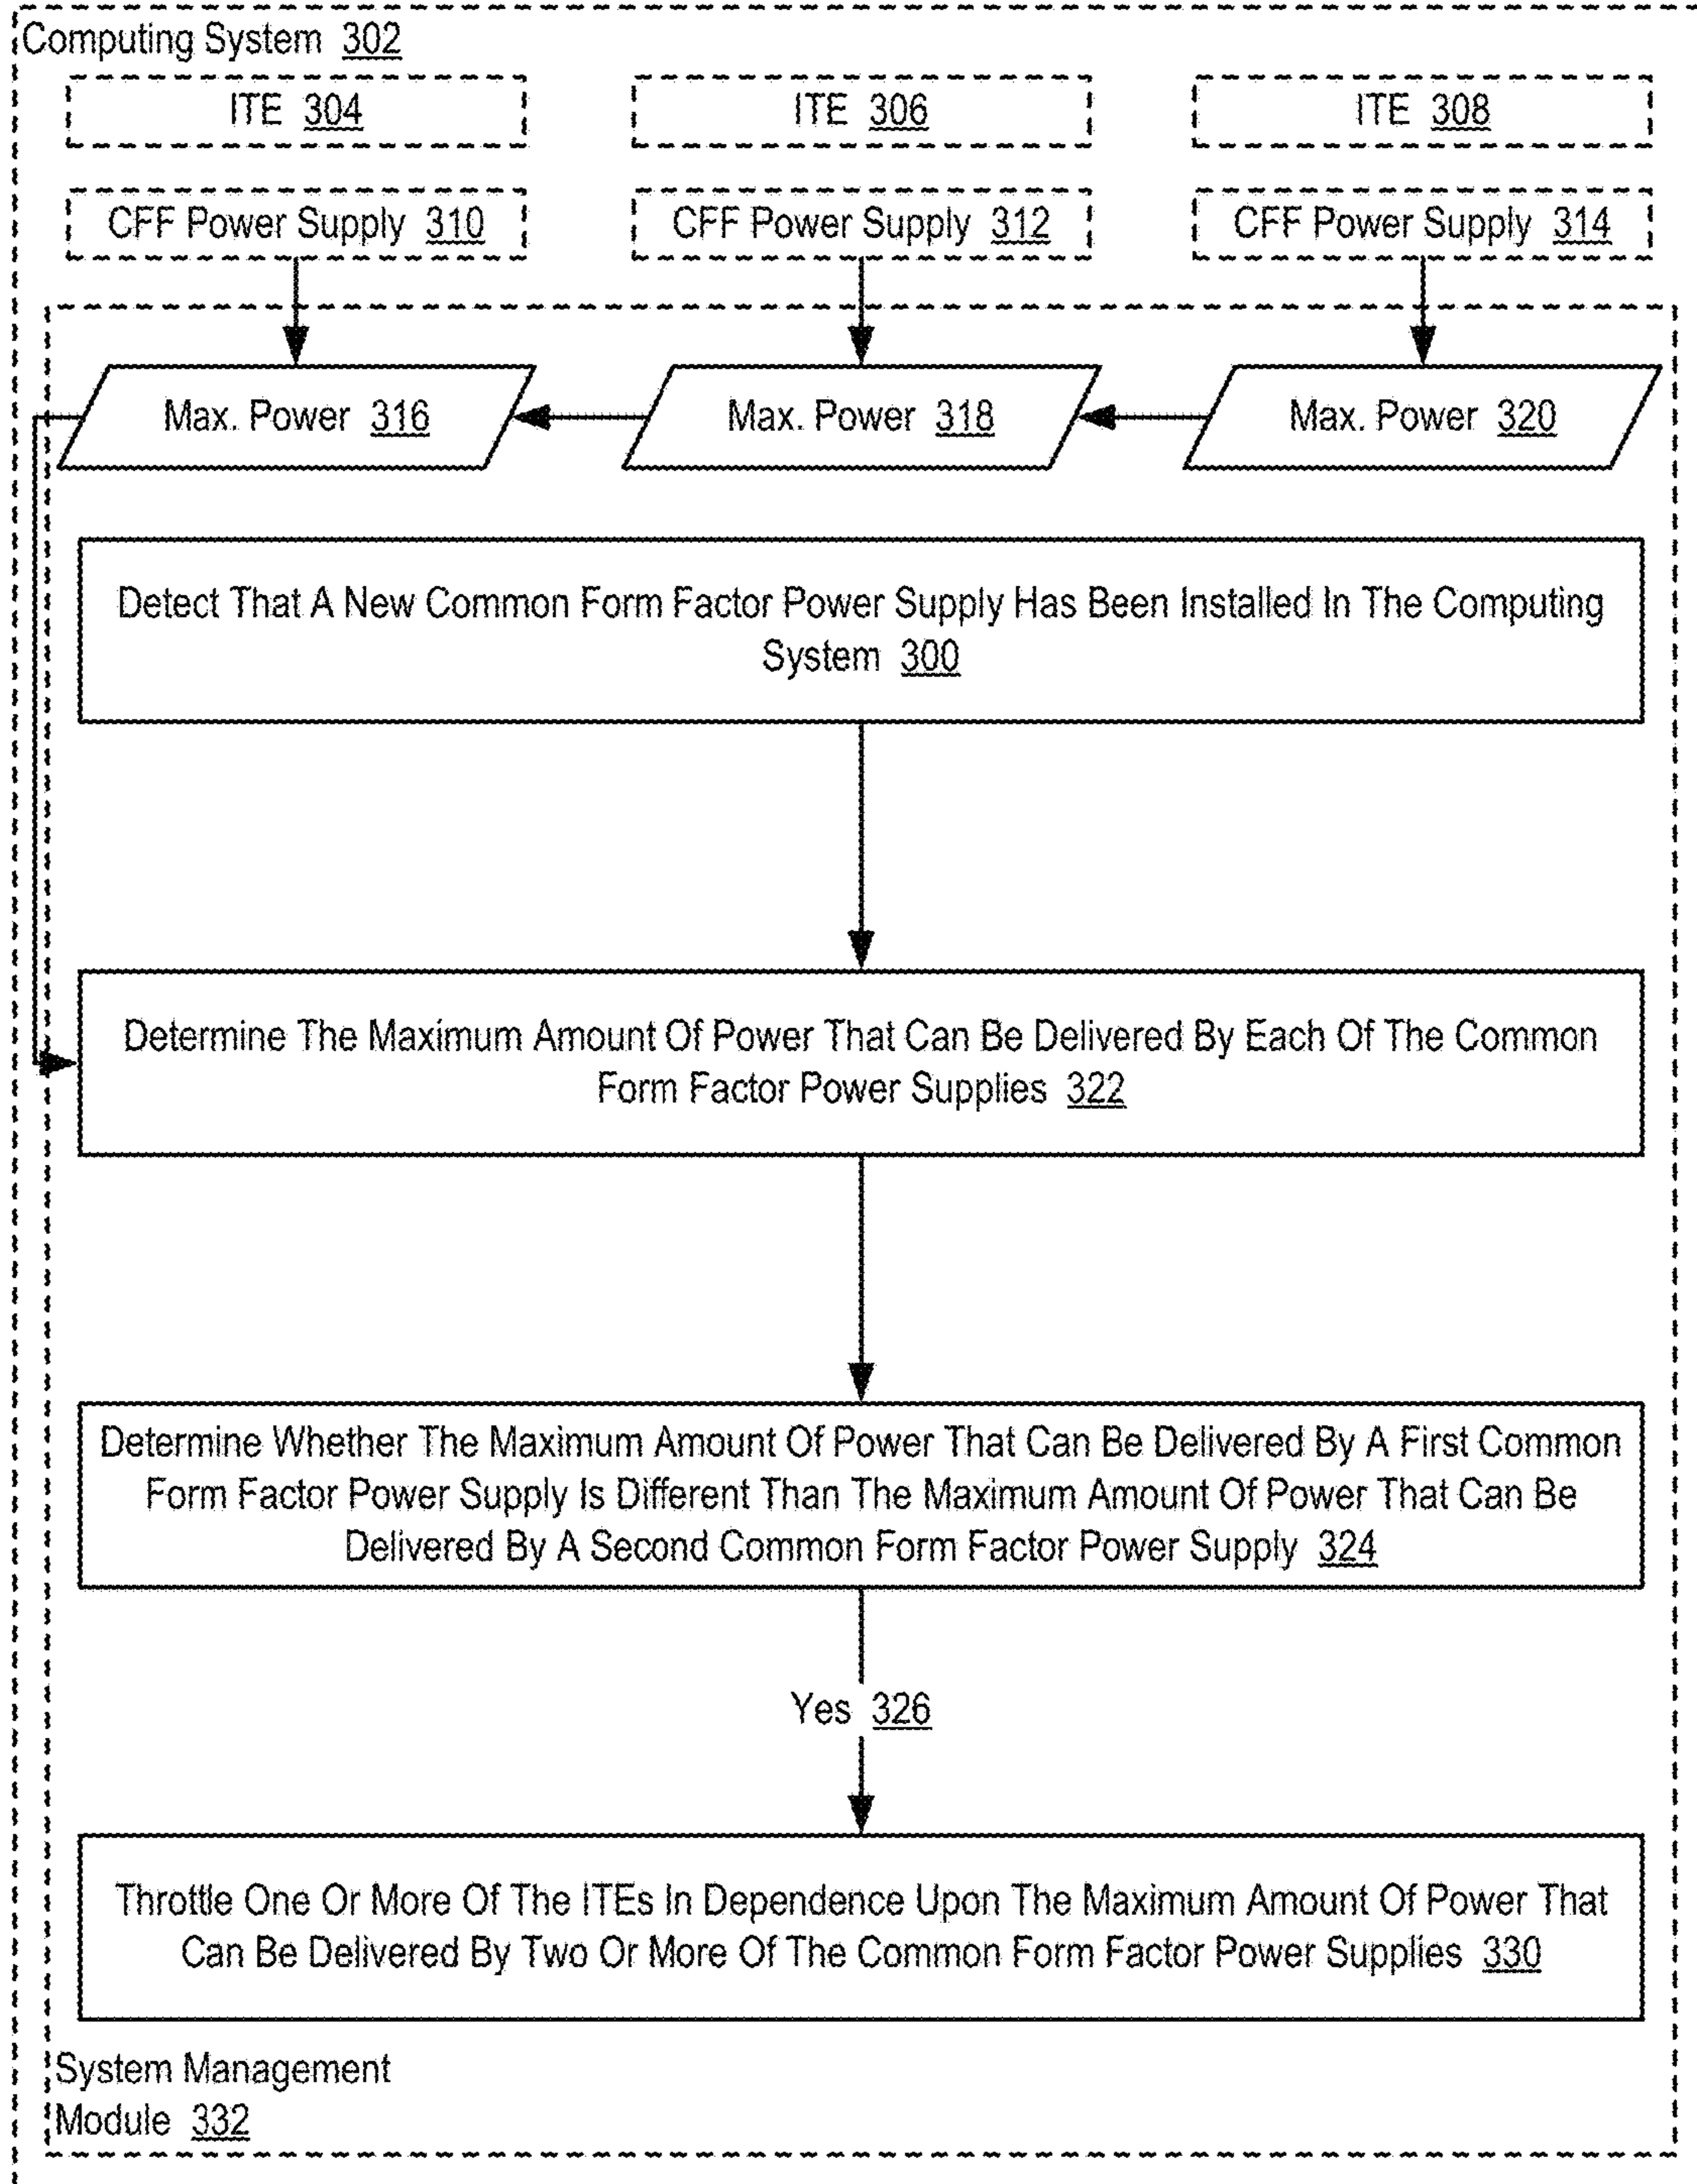 Computing System 302
ITE 304
ITE 306
ITE 308
CFF Power Supply 310
CFF Power Supply 312
CFF Power Supply 314
Max. Power 316
Max. Power 318
Max. Power 320
Detect That A New Common Form Factor Power Supply Has Been Installed In The Computing
System 300
Determine The Maximum Amount Of Power That Can Be Delivered By Each Of The Common
Form Factor Power Supplies 322
Determine Whether The Maximum Amount Of Power That Can Be Delivered By A First Common
Form Factor Power Supply Is Different Than The Maximum Amount Of Power That Can Be
Delivered By A Second Common Form Factor Power Supply 324
Yes 326
Throttle One Or More Of The ITEs In Dependence Upon The Maximum Amount Of Power That
Can Be Delivered By Two Or More Of The Common Form Factor Power Supplies 330
System Management
Module 332